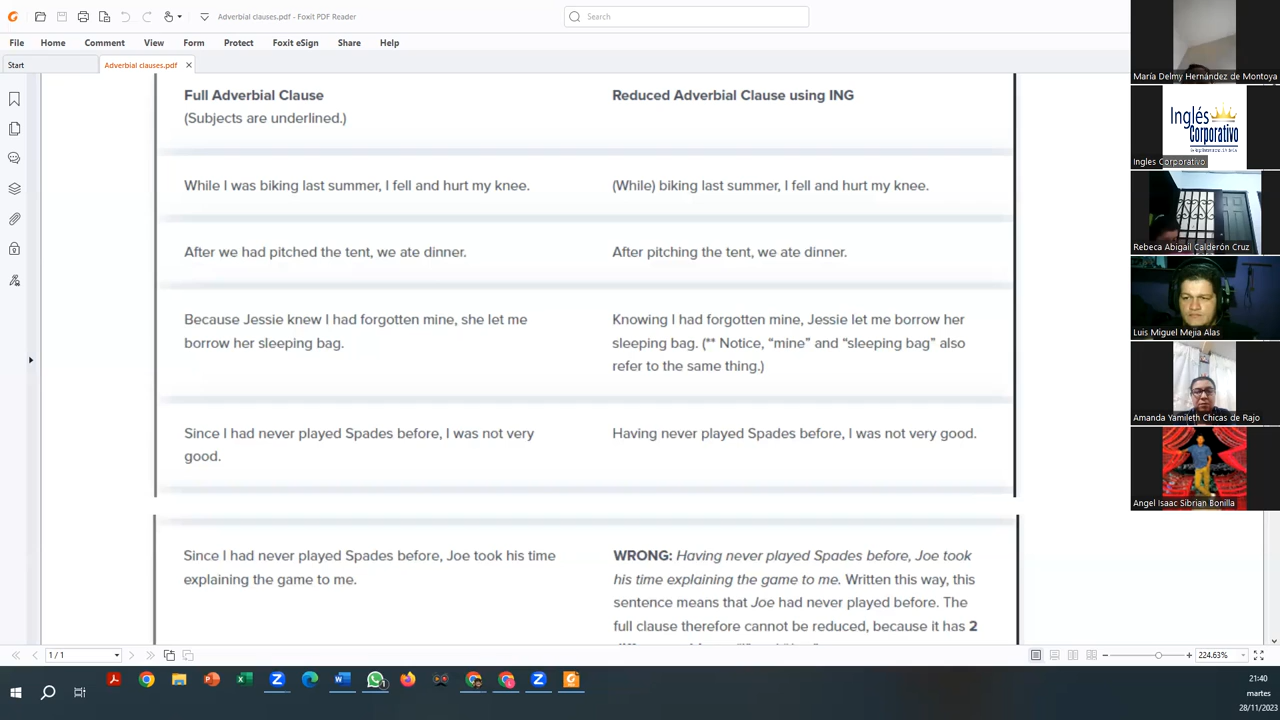 Adverbial clauses.pdf - Foxit PDF Reader
Search
File Home Comment View Form Protect Foxit eSign Share Help
Start
Adverbial clauses.pdf
Full Adverbial Clause
(Subjects are underlined.)
Reduced Adverbial Clause using ING
While I was biking last summer, I fell and hurt my knee.
(While) biking last summer, I fell and hurt my knee.
After we had pitched the tent, we ate dinner.
After pitching the tent, we ate dinner.
Because Jessie knew I had forgotten mine, she let me
borrow her sleeping bag.
Knowing I had forgotten mine, Jessie let me borrow her
sleeping bag. (** Notice, “mine” and “sleeping bag” also
refer to the same thing.)
Since I had never played Spades before, I was not very
good.
Having never played Spades before, I was not very good.
Since I had never played Spades before, Joe took his time
explaining the game to me.
WRONG: Having never played Spades before, Joe took
his time explaining the game to me. Written this way, this
sentence means that Joe had never played before. The
full clause therefore cannot be reduced, because it has 2
María Delmy Hernández de Montoya
Inglés
Corporativo
Ingles Corporativo
Rebeca Abigail Calderón Cruz
Luis Miguel Mejia Alas
Amanda Yamileth Chicas de Rajo
Angel Isaac Sibrian Bonilla
1 / 1
224.63%
21:40
martes
28/11/2023